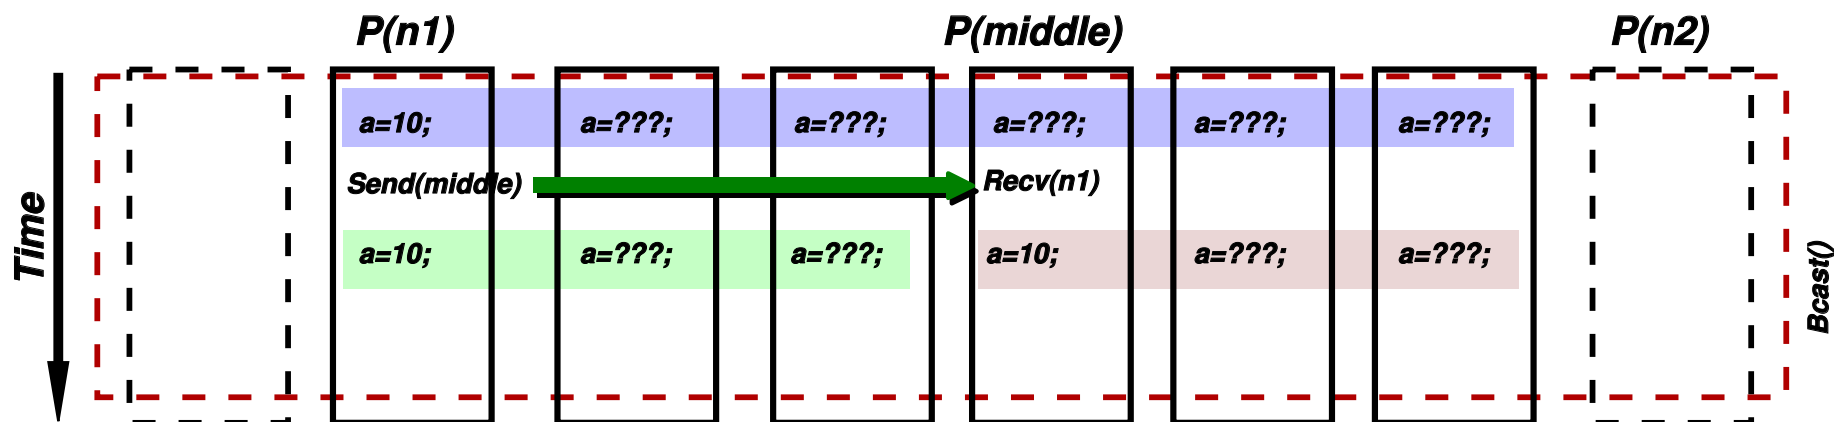 P(n1) P(middle) P(n2)
a=10; a=???; a=???; a=???; a=???; a=???;
Send(middle) Recv(n1)
a=10; a=???; a=???; a=10; a=???; a=???;
Time
Bcast()